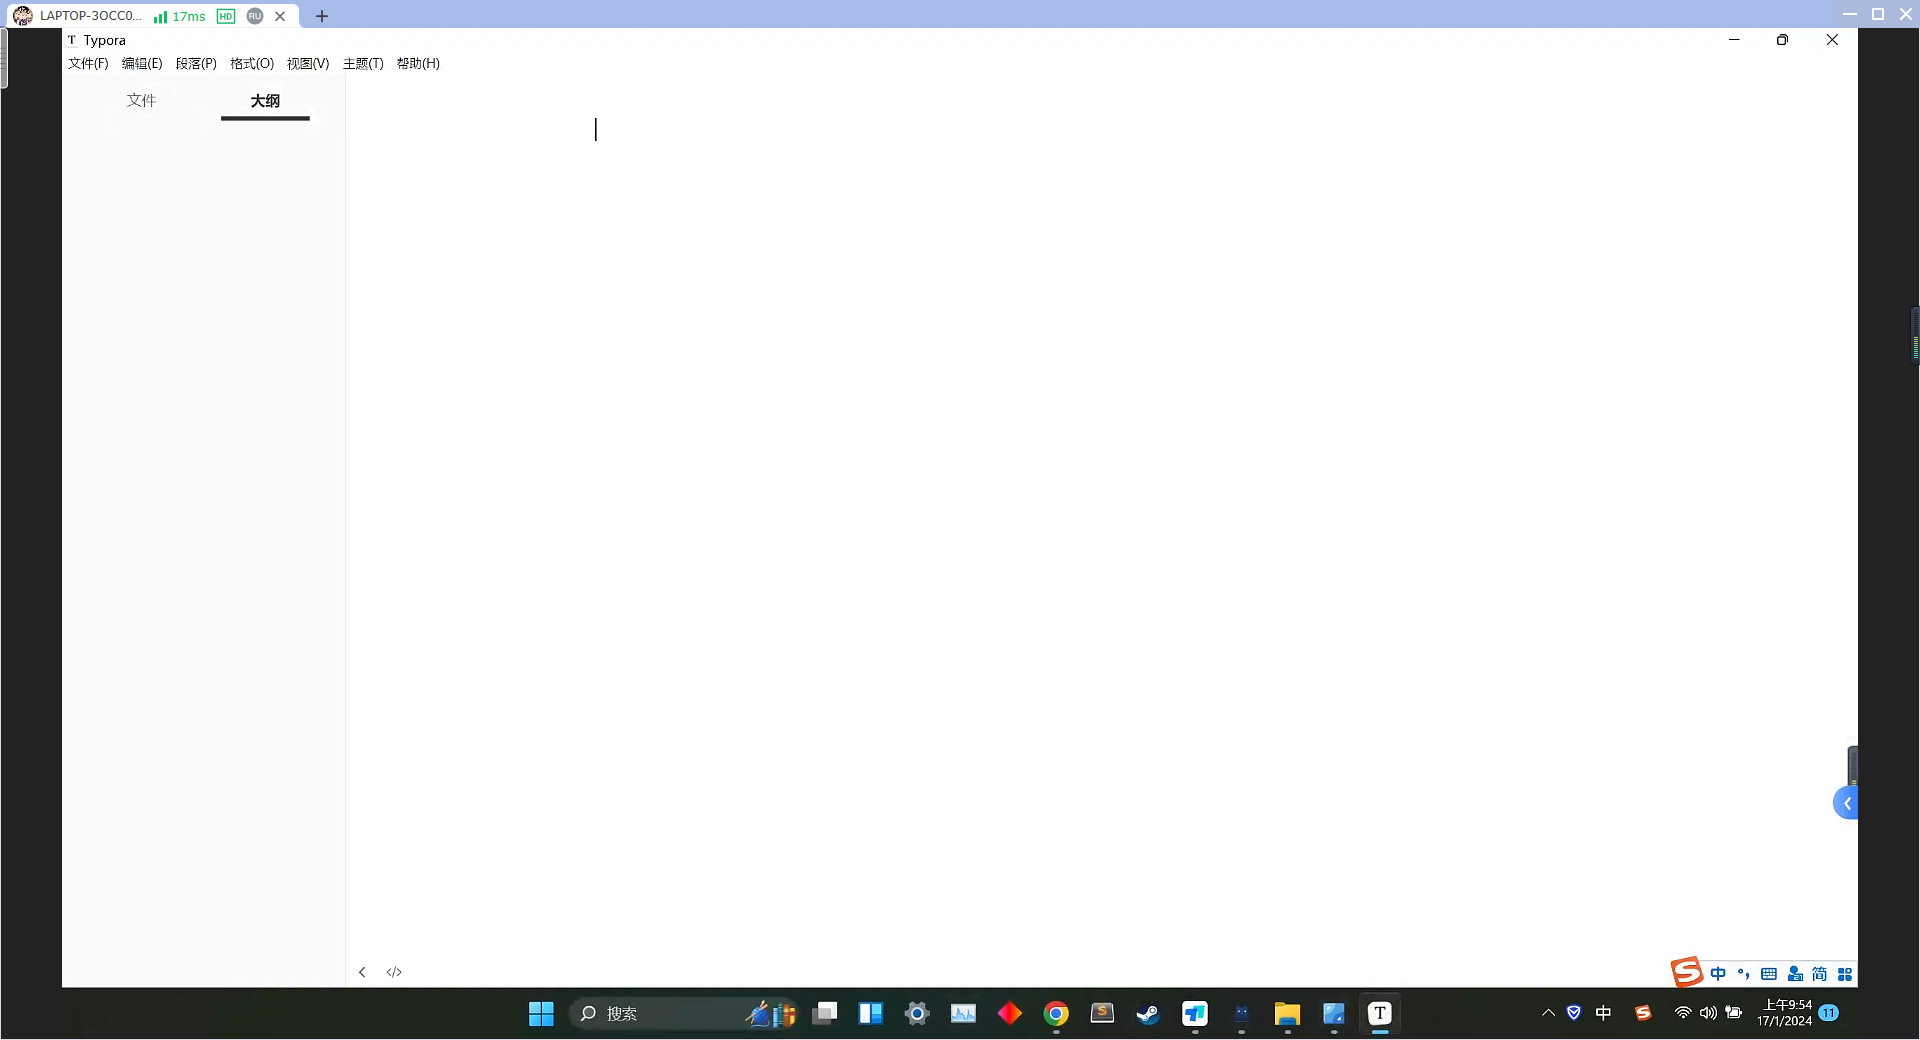 LAPTOP-3OCC0... 17ms HD RU
Typora
文件(F) 编辑(E) 段落(P) 格式(O) 视图(V) 主题(T) 帮助(H)
文件 大纲
</>
中 简
搜索
T
中
上午9:54
17/1/2024
11